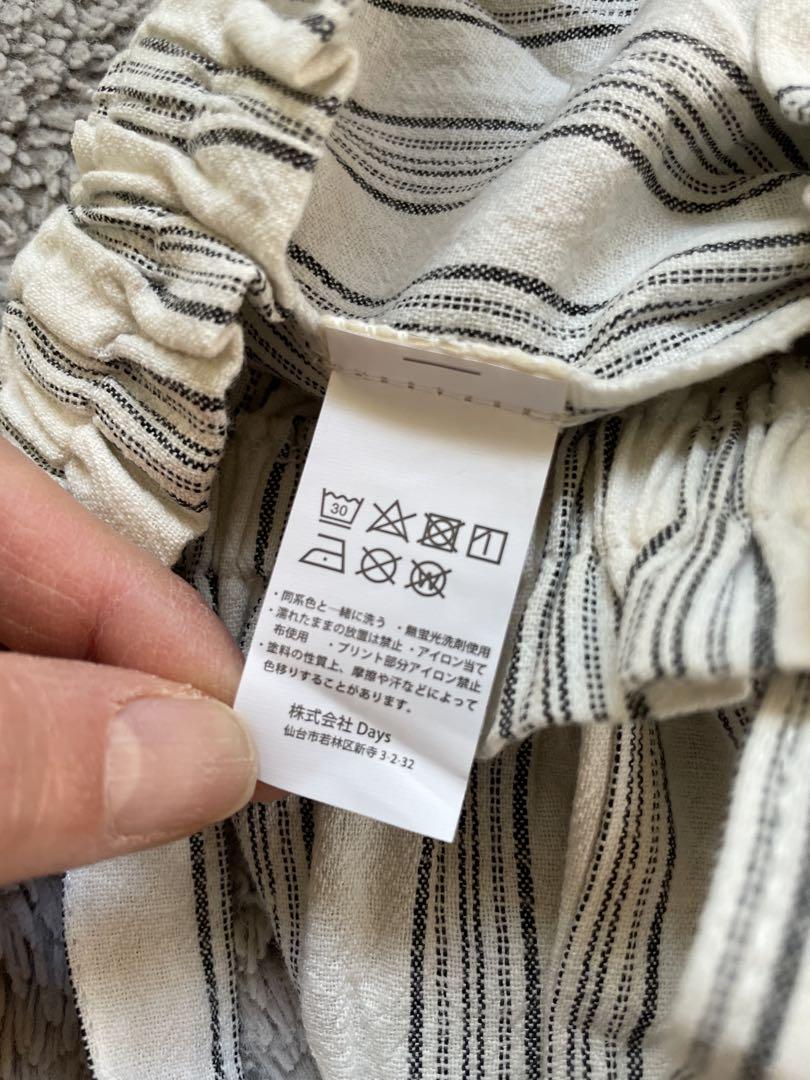 30
・同系色と一緒に洗う ・無蛍光洗剤使用
・濡れたままの放置は禁止 ・アイロン当て
布使用 ・プリント部分アイロン禁止
・塗料の性質上、摩擦や汗などによって
色移りすることがあります。
株式会社 Days
仙台市若林区新寺 3-2-32